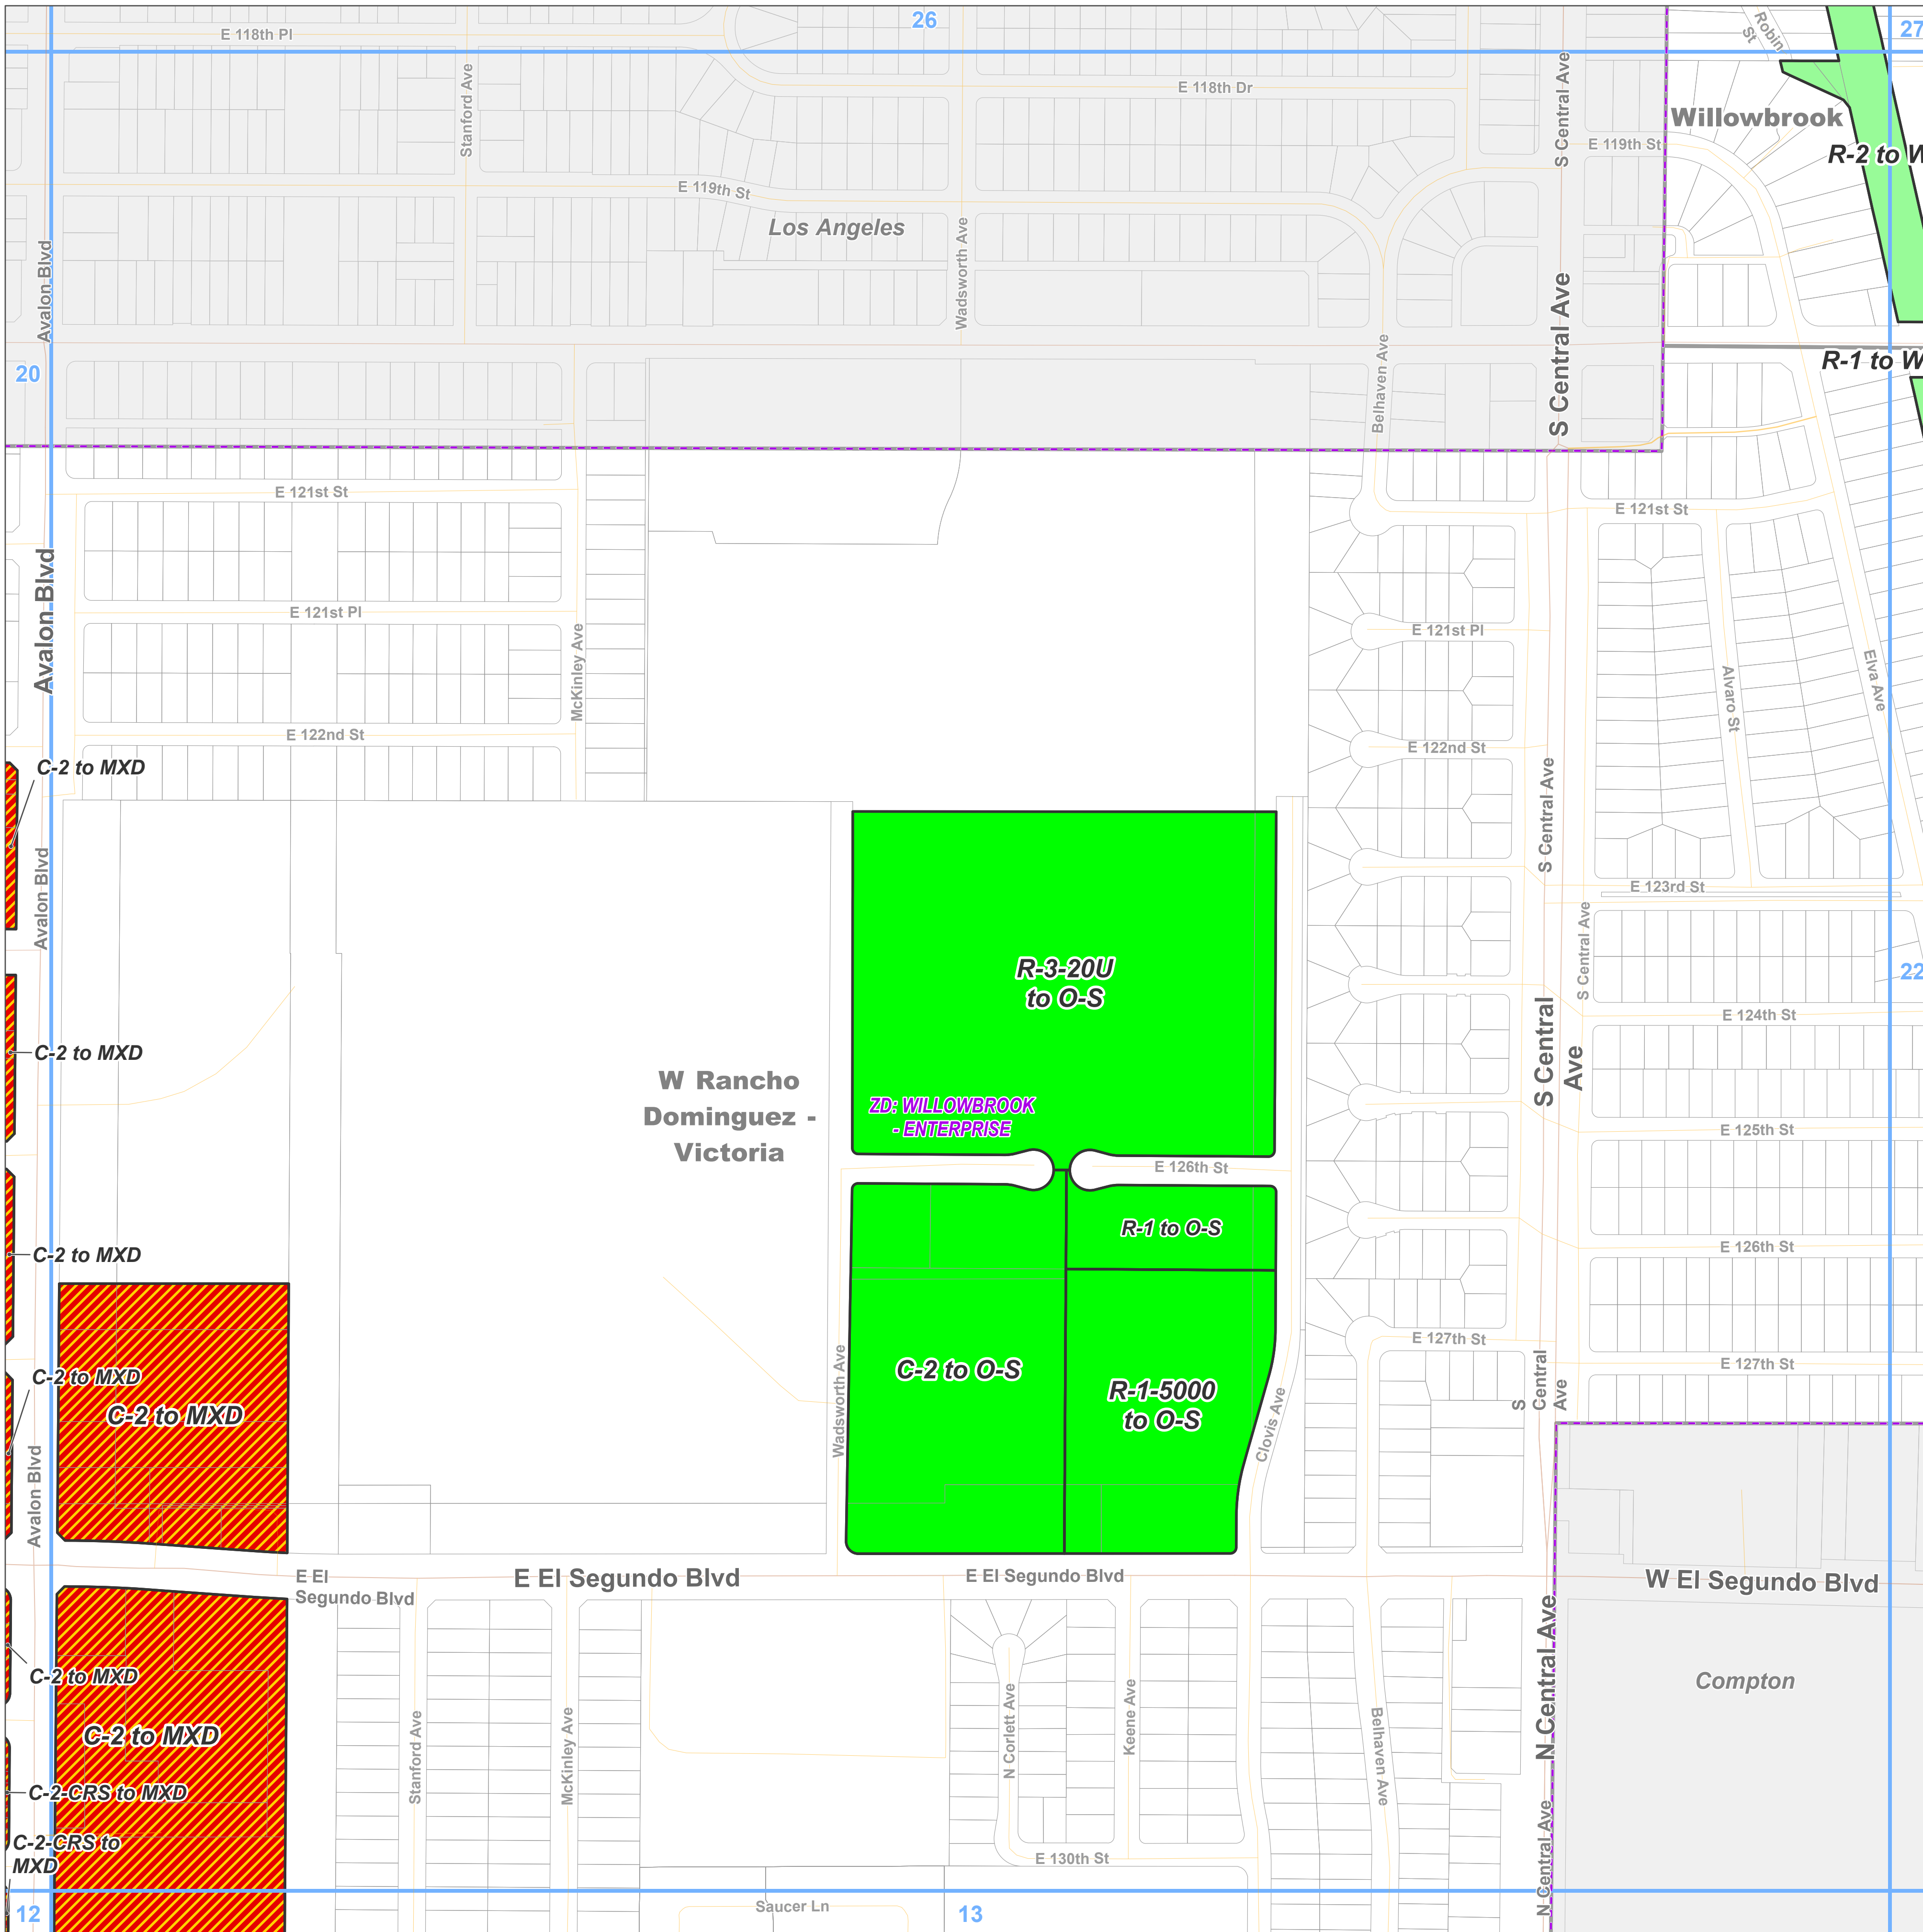 26
27
E 118th Pl
Robin
St
Stanford Ave
E 118th Dr
S Central Ave
Willowbrook
E 119th St
R-2 to W
E 119th St
Los Angeles
Wadsworth Ave
Avalon Blvd
S Central Ave
Belhaven Ave
R-1 to W
20
E 121st St
E 121st St
Avalon Blvd
E 121st Pl
E 121st Pl
McKinley Ave
Alvaro St
Elva Ave
E 122nd St
E 122nd St
C-2 to MXD
S Central Ave
Avalon Blvd
E 123rd St
S Central Ave
R-3-20U
to O-S
22
E 124th St
C-2 to MXD
S Central
Ave
W Rancho
Dominguez -
Victoria
ZD: WILLOWBROOK
- ENTERPRISE
E 125th St
E 126th St
R-1 to O-S
E 126th St
C-2 to MXD
E 127th St
E 127th St
C-2 to MXD
C-2 to MXD
Wadsworth Ave
C-2 to O-S
R-1-5000
to O-S
Clovis Ave
S
Central
Ave
Avalon Blvd
E El
Segundo Blvd
E El Segundo Blvd
E El Segundo Blvd
W El Segundo Blvd
C-2 to MXD
C-2 to MXD
Stanford Ave
McKinley Ave
N Corlett Ave
Keene Ave
Belhaven Ave
N Central Ave
Compton
C-2-CRS to MXD
C-2-CRS to
MXD
E 130th St
N Central Ave
12
Saucer Ln
13